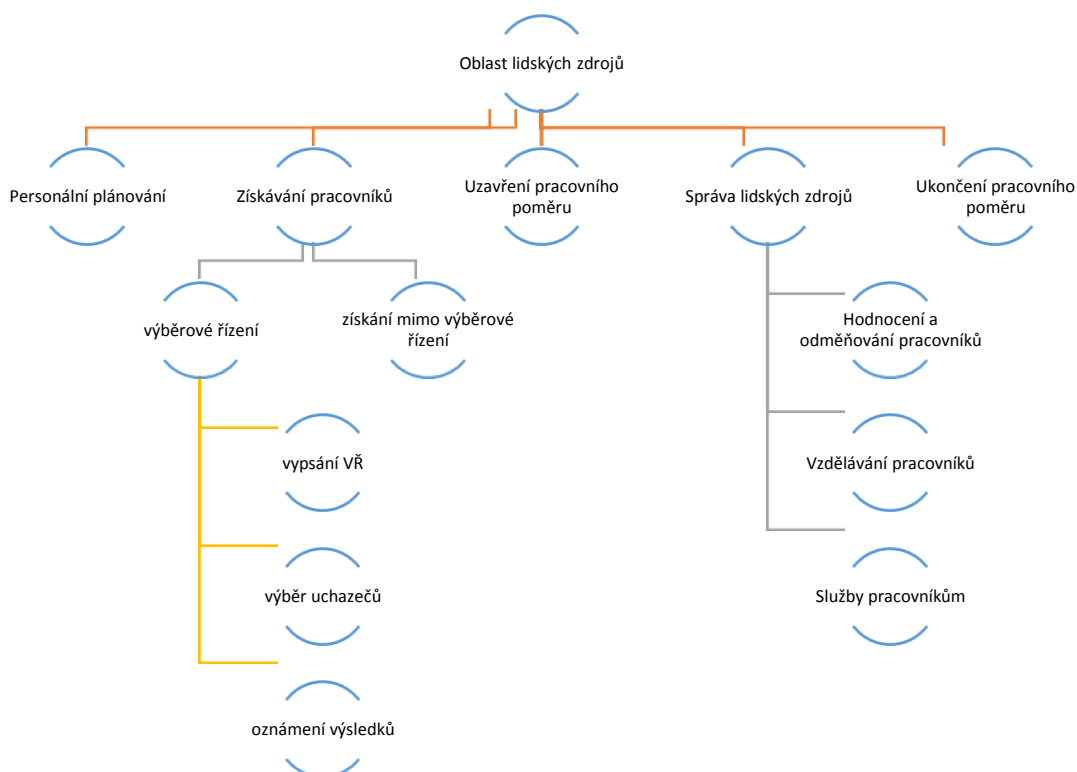 Oblast lidských zdrojů
Personální plánování
Získávání pracovníků
Uzavření pracovního
poměru
Správa lidských zdrojů
Ukončení pracovního
poměru
výběrové řízení
získání mimo výběrové
řízení
Hodnocení a
odměňování pracovníků
vypsání VŘ
Vzdělávání pracovníků
výběr uchazečů
Služby pracovníkům
oznámení výsledků